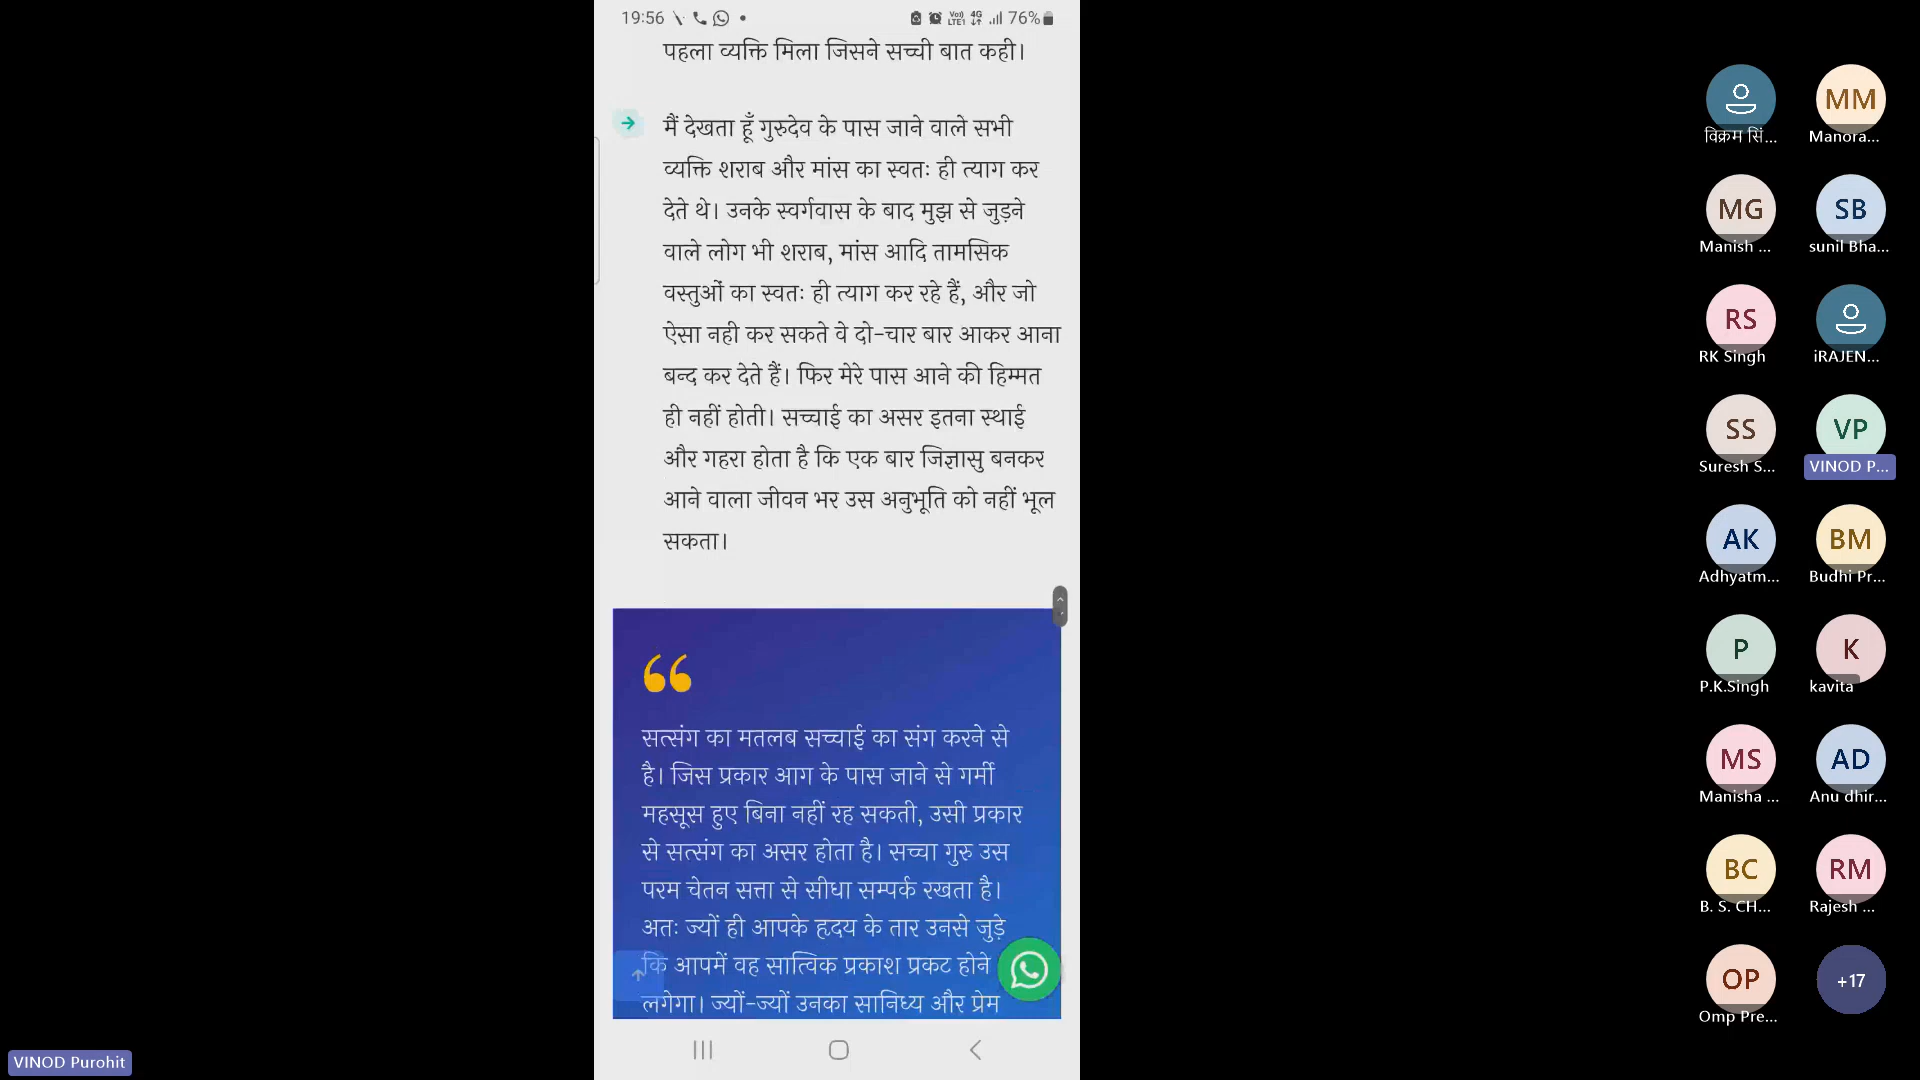 19:56
Vo) LTE1 4G 76%
पहला व्यक्ति मिला जिसने सच्ची बात कही।
मैं देखता हूँ गुरुदेव के पास जाने वाले सभी
व्यक्ति शराब और मांस का स्वतः ही त्याग कर
देते थे। उनके स्वर्गवास के बाद मुझ से जुड़ने
वाले लोग भी शराब, मांस आदि तामसिक
वस्तुओं का स्वतः ही त्याग कर रहे हैं, और जो
ऐसा नही कर सकते वे दो-चार बार आकर आना
बन्द कर देते हैं। फिर मेरे पास आने की हिम्मत
ही नहीं होती। सच्चाई का असर इतना स्थाई
और गहरा होता है कि एक बार जिज्ञासु बनकर
आने वाला जीवन भर उस अनुभूति को नहीं भूल
सकता।
“
सत्संग का मतलब सच्चाई का संग करने से
है। जिस प्रकार आग के पास जाने से गर्मी
महसूस हुए बिना नहीं रह सकती, उसी प्रकार
से सत्संग का असर होता है। सच्चा गुरु उस
परम चेतन सत्ता से सीधा सम्पर्क रखता है।
अतः ज्यों ही आपके हृदय के तार उनसे जुड़े
कि आपमें वह सात्विक प्रकाश प्रकट होने
लगेगा। ज्यों-ज्यों उनका सानिध्य और प्रेम
विक्रम सिं...
MM
Manora...
MG
Manish ...
SB
sunil Bha...
RS
RK Singh
iRAJEN...
SS
Suresh S...
VP
VINOD P...
AK
Adhyatm...
BM
Budhi Pr...
P
P.K.Singh
K
kavita
MS
Manisha ...
AD
Anu dhir...
BC
B. S. CH...
RM
Rajesh ...
OP
Omp Pre...
+17
VINOD Purohit